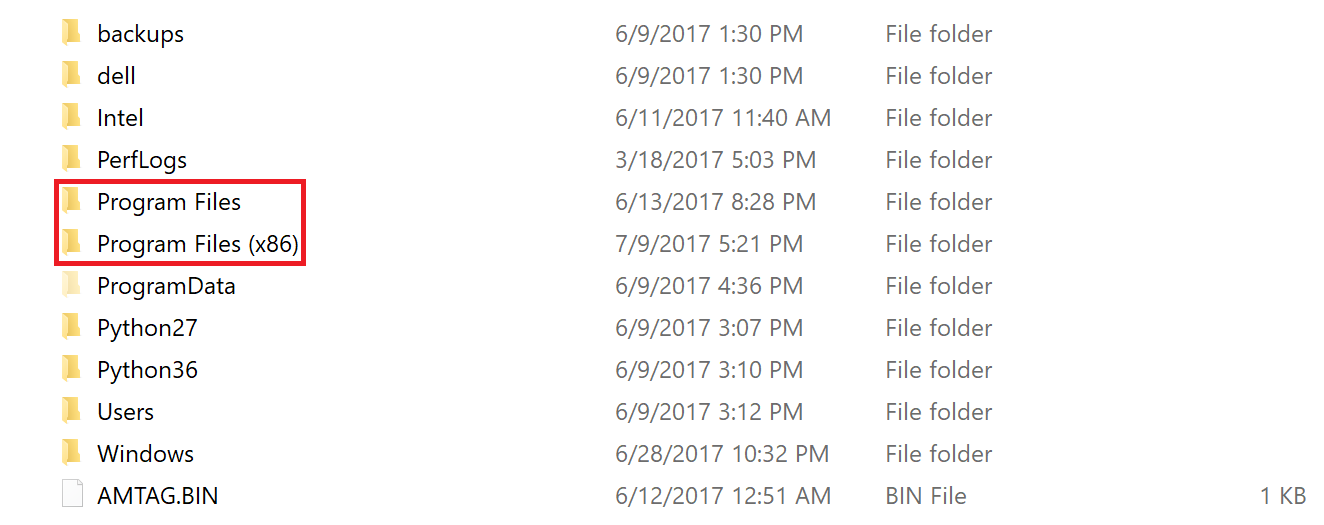 backups 6/9/2017 1:30 PM File folder
dell 6/9/2017 1:30 PM File folder
Intel 6/11/2017 11:40 AM File folder
PerfLogs 3/18/2017 5:03 PM File folder
Program Files 6/13/2017 8:28 PM File folder
Program Files (x86) 7/9/2017 5:21 PM File folder
ProgramData 6/9/2017 4:36 PM File folder
Python27 6/9/2017 3:07 PM File folder
Python36 6/9/2017 3:10 PM File folder
Users 6/9/2017 3:12 PM File folder
Windows 6/28/2017 10:32 PM File folder
AMTAG.BIN 6/12/2017 12:51 AM BIN File 1 KB